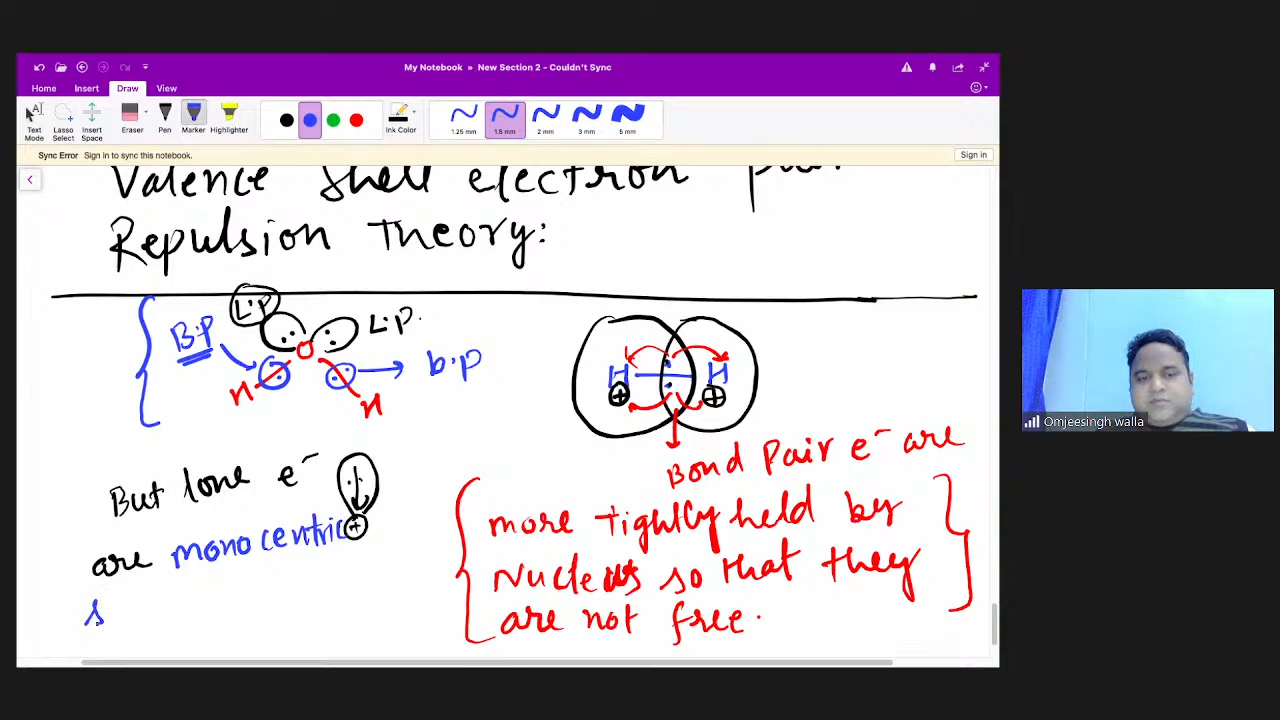 My Notebook » New Section 2 - Couldn't Sync
Home Insert Draw View
Text Mode
Lasso Select
Insert Space
Eraser
Pen
Marker
Highlighter
Ink Color
1.25 mm
1.5 mm
2 mm
3 mm
5 mm
Sync Error Sign in to sync this notebook.
Sign in
Valence shell electron
Repulsion Theory:
L.P
B.P
L.P.
O
b.p
H
H
H
H
+
+
But lone e⁻
are monocentric
+
s
Bond Pair e⁻ are
more tightly held by
Nucleus so that they
are not free.
Omjeesingh walla